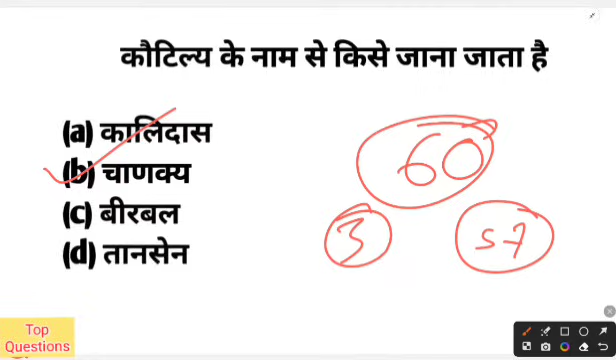 कौटिल्य के नाम से किसे जाना जाता है
(a) कालिदास
(b) चाणक्य
(c) बीरबल
(d) तानसेन
60
3
57
Top
Questions